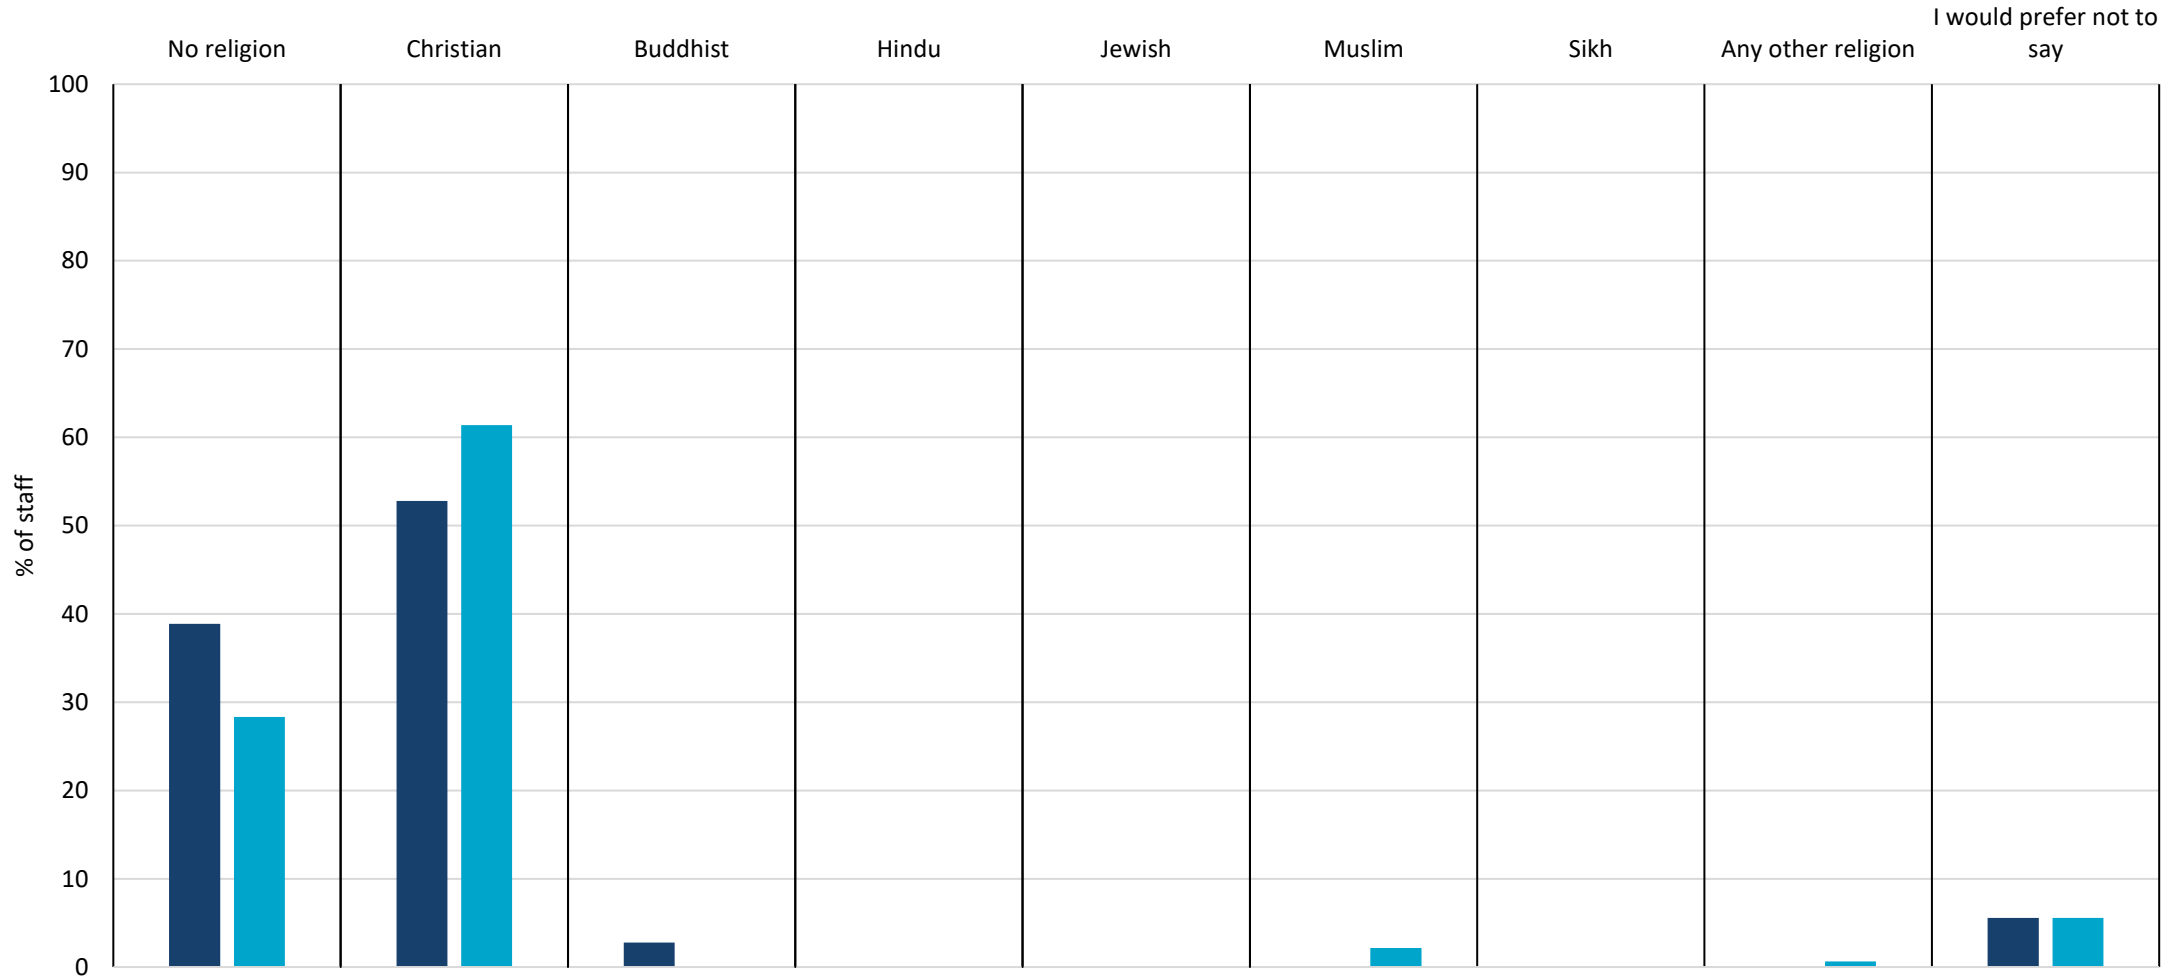 No religion
Christian
Buddhist
Hindu
Jewish
Muslim
Sikh
Any other religion
I would prefer not to
say
100
90
80
70
60
50
40
30
20
10
0
% of staff